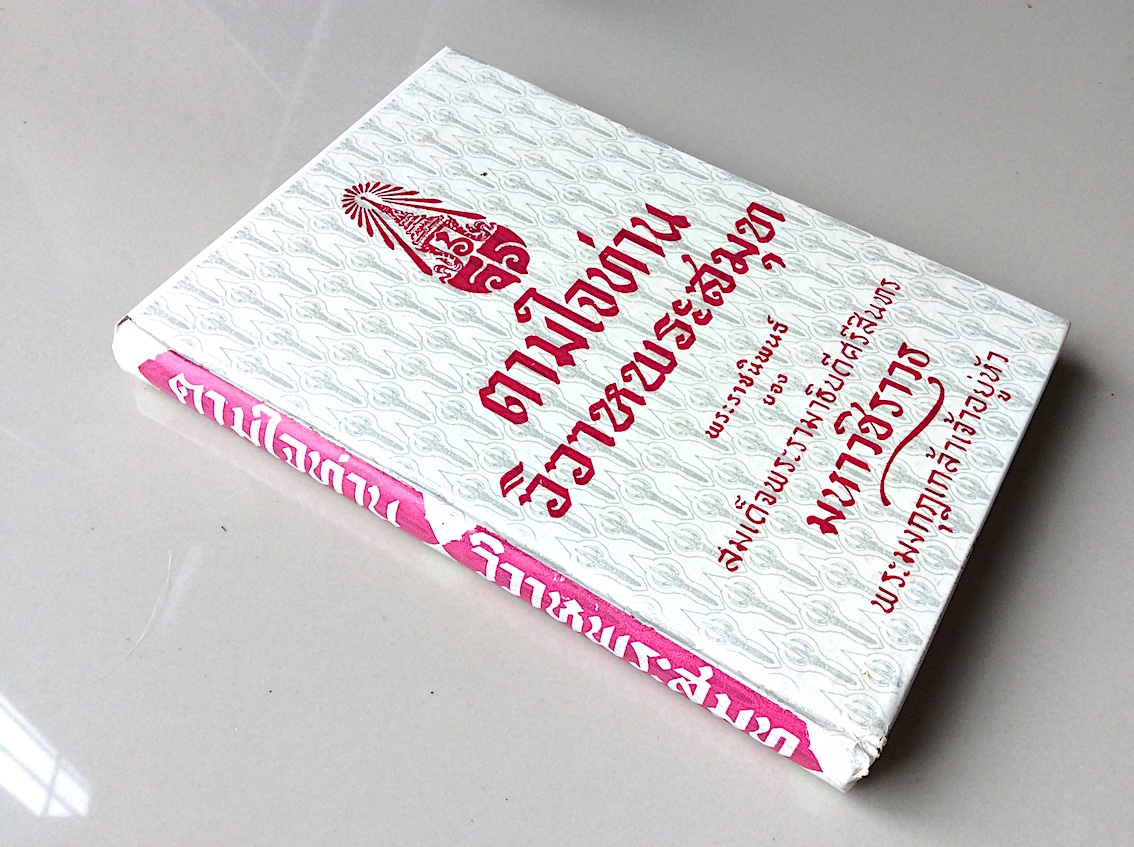 ตามใจท่าน
วิวาหพระสมุท
พระราชนิพนธ์
ของ
สมเด็จพระรามาธิบดีศรีสินทร
มหาวชิราวุธ
พระมงกุฎเกล้าเจ้าอยู่หัว
ตามใจท่าน
วิวาหพระสมุท